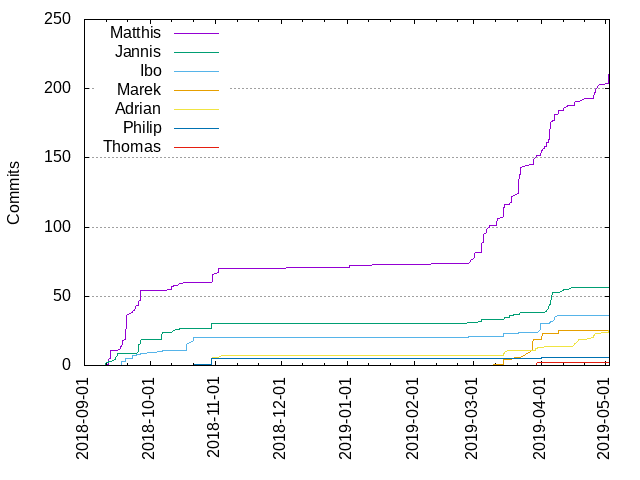 250
200
150
100
50
0
Commits
Matthis
Jannis
Ibo
Marek
Adrian
Philip
Thomas
2018-09-01
2018-10-01
2018-11-01
2018-12-01
2019-01-01
2019-02-01
2019-03-01
2019-04-01
2019-05-01